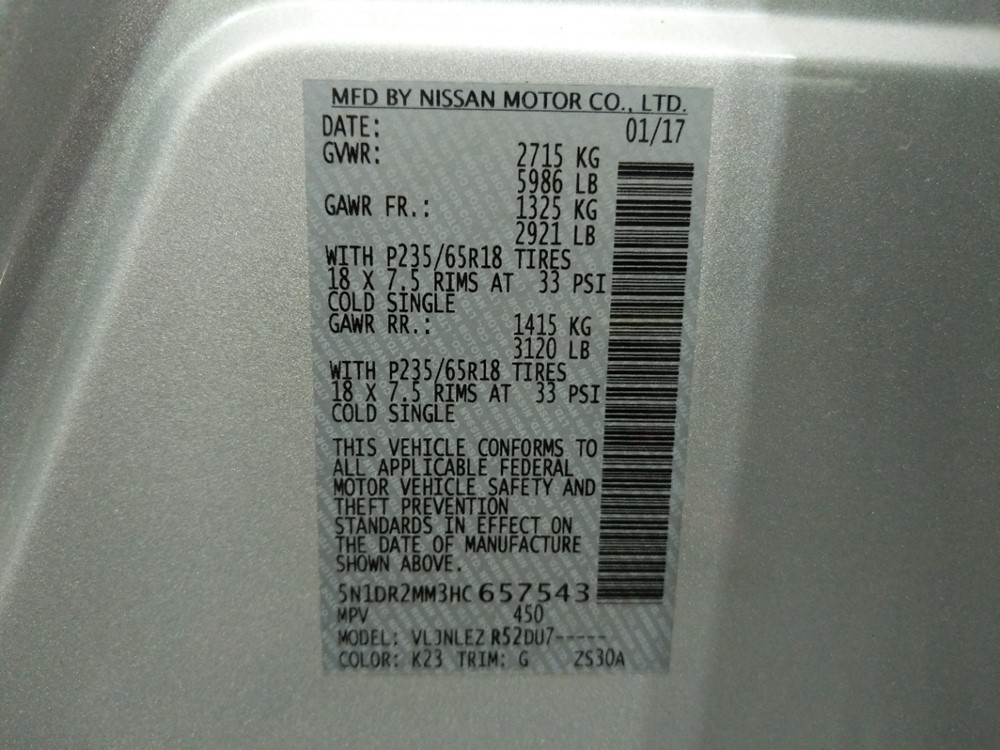 MFD BY NISSAN MOTOR CO., LTD.
DATE: 01/17
GVWR: 2715 KG
5986 LB
GAWR FR.: 1325 KG
2921 LB
WITH P235/65R18 TIRES
18 X 7.5 RIMS AT 33 PSI
COLD SINGLE
GAWR RR.: 1415 KG
3120 LB
WITH P235/65R18 TIRES
18 X 7.5 RIMS AT 33 PSI
COLD SINGLE
THIS VEHICLE CONFORMS TO
ALL APPLICABLE FEDERAL
MOTOR VEHICLE SAFETY AND
THEFT PREVENTION
STANDARDS IN EFFECT ON
THE DATE OF MANUFACTURE
SHOWN ABOVE.
5N1DR2MM3HC657543
MPV 450
MODEL: VLJNLEZ R52DU7-----
COLOR: K23 TRIM: G ZS30A